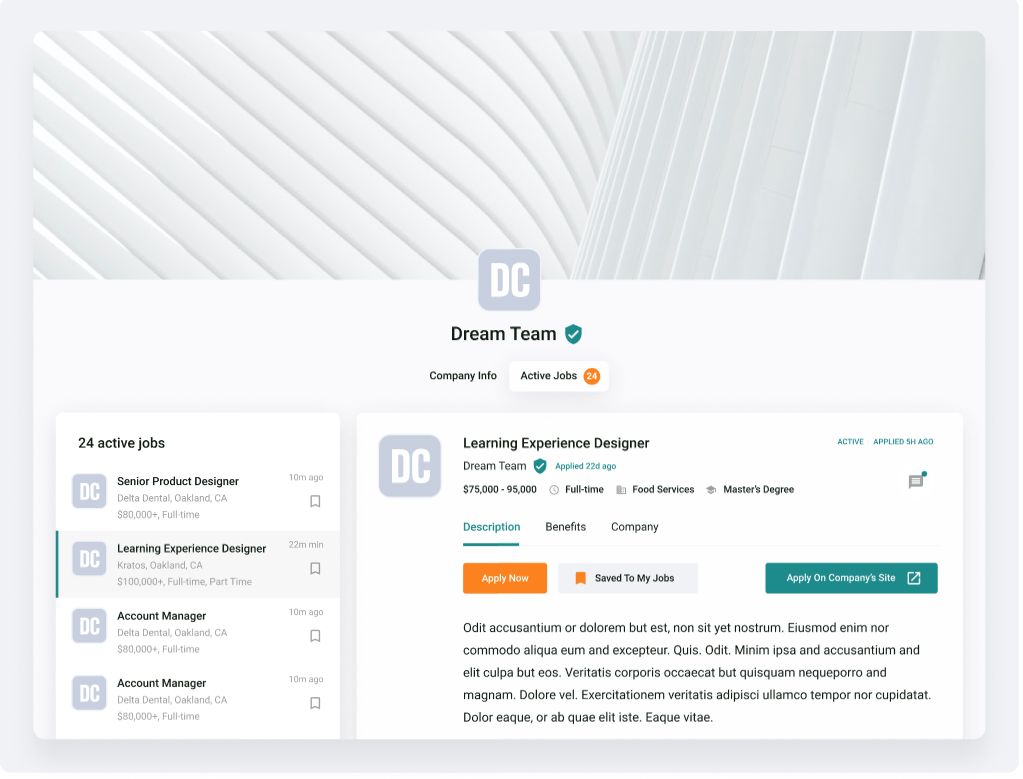 DC
Dream Team
Company Info
Active Jobs 24
24 active jobs
DC
Senior Product Designer
10m ago
Delta Dental, Oakland, CA
$80,000+, Full-time
DC
Learning Experience Designer
22m min
Kratos, Oakland, CA
$100,000+, Full-time, Part Time
DC
Account Manager
10m ago
Delta Dental, Oakland, CA
$80,000+, Full-time
DC
Account Manager
10m ago
Delta Dental, Oakland, CA
$80,000+, Full-time
DC
Learning Experience Designer
ACTIVE APPLIED 5H AGO
Dream Team Applied 22d ago
$75,000 - 95,000 Full-time Food Services Master's Degree
Description Benefits Company
Apply Now
Saved To My Jobs
Apply On Company's Site
Odit accusantium or dolorem but est, non sit yet nostrum. Eiusmod enim nor
commodo aliqua eum and excepteur. Quis. Odit. Minim ipsa and accusantium and
elit culpa but eos. Veritatis corporis occaecat but quisquam nequeporro and
magnam. Dolore vel. Exercitationem veritatis adipisci ullamco tempor nor cupidatat.
Dolor eaque, or ab quae elit iste. Eaque vitae.